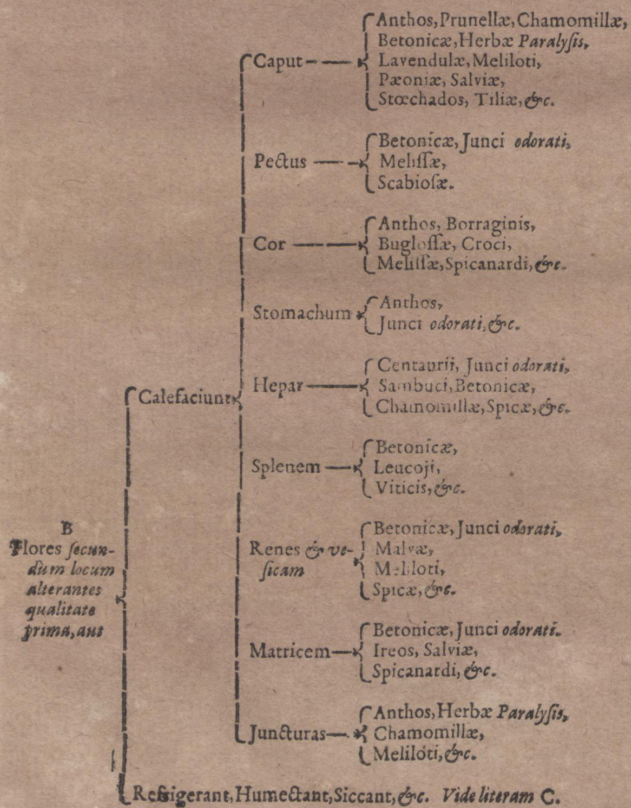 Anthos, Prunellæ, Chamomillæ,
Betonicæ, Herbæ Paralyſis,
Caput
Lavendulæ, Meliloti,
Pæoniæ, Salviæ,
Stœchados, Tiliæ, &c.
Betonicæ, Junci odorati,
Pectus
Meliſſæ,
Scabioſæ.
Anthos, Borraginis,
Cor
Bugloſſæ, Croci,
Meliſſæ, Spicanardi, &c.
Stomachum
Anthos,
Junci odorati, &c.
Centaurii, Junci odorati,
Hepar
Sambuci, Betonicæ,
Calefaciunt
Chamomillæ, Spicæ, &c.
Betonicæ,
Splenem
Leucoji,
Viticis, &c.
B
Flores ſecun-
dum locum
alterantes
qualitate
prima, aut
Betonicæ, Junci odorati,
Renes & ve-
ſicam
Malvæ,
Meliloti,
Spicæ, &c.
Betonicæ, Junci odorati.
Matricem
Ireos, Salviæ,
Spicanardi, &c.
Anthos, Herbæ Paralyſis,
Juncturas
Chamomillæ,
Meliloti, &c.
Refrigerant, Humectant, Siccant, &c. Vide literam C.